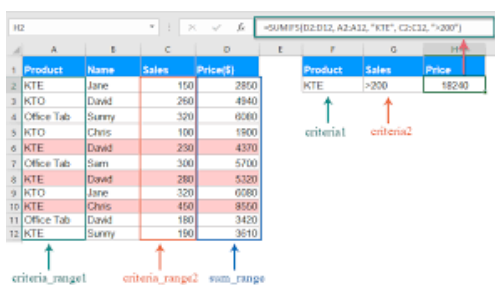 H2 fx =SUMIFS(D2:D12, A2:A12, "KTE", C2:C12, ">200")
A B C D E F G H
1 Product Name Sales Price($) Product Sales Price
2 KTE Jane 150 2850 KTE >200 18240
3 KTO David 260 4940
4 Office Tab Sunny 320 6080
5 KTO Chris 100 1900
6 KTE David 230 4370
7 Office Tab Sam 300 5700
8 KTE David 280 5320
9 KTO Jane 320 6080
10 KTE Chris 450 8550
11 Office Tab David 180 3420
12 KTE Sunny 190 3610
criteria1 criteria2
criteria_range1 criteria_range2 sum_range